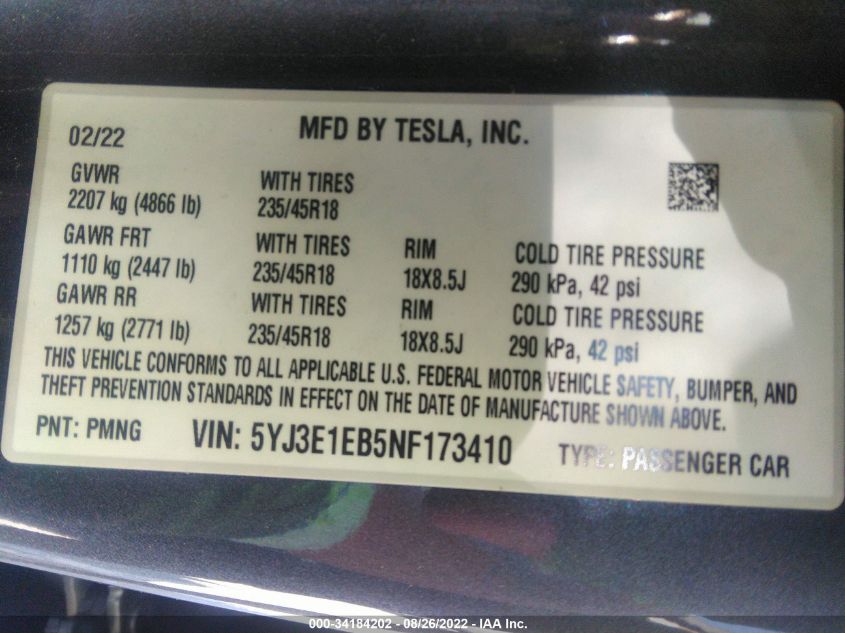 02/22 MFD BY TESLA, INC.
GVWR
2207 kg (4866 lb) WITH TIRES
235/45R18
GAWR FRT
1110 kg (2447 lb) WITH TIRES
235/45R18 RIM
18X8.5J COLD TIRE PRESSURE
290 kPa, 42 psi
GAWR RR
1257 kg (2771 lb) WITH TIRES
235/45R18 RIM
18X8.5J COLD TIRE PRESSURE
290 kPa, 42 psi
THIS VEHICLE CONFORMS TO ALL APPLICABLE U.S. FEDERAL MOTOR VEHICLE SAFETY, BUMPER, AND
THEFT PREVENTION STANDARDS IN EFFECT ON THE DATE OF MANUFACTURE SHOWN ABOVE.
PNT: PMNG VIN: 5YJ3E1EB5NF173410 TYPE: PASSENGER CAR
000-34184202 - 08/26/2022 - IAA Inc.